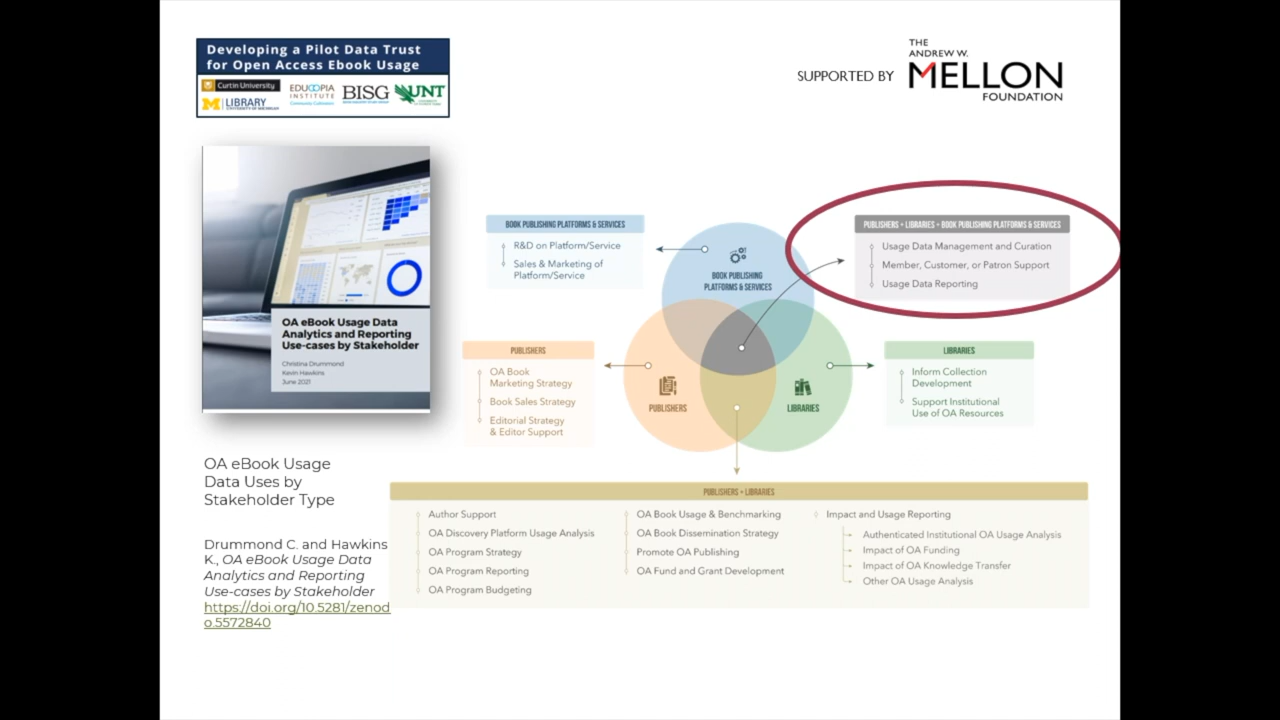 Developing a Pilot Data Trust
for Open Access Ebook Usage
Curtin University
EDUCOPIA
INSTITUTE
Community Cultivators
BISG
UNT
M LIBRARY
SUPPORTED BY
THE
ANDREW W.
MELLON
FOUNDATION
OA eBook Usage Data
Analytics and Reporting
Use-cases by Stakeholder
Christina Drummond
Kevin Hawkins
June 2021
OA eBook Usage
Data Uses by
Stakeholder Type
Drummond C. and Hawkins
K., OA eBook Usage Data
Analytics and Reporting
Use-cases by Stakeholder
https://doi.org/10.5281/zenod
o.5572840
BOOK PUBLISHING PLATFORMS & SERVICES
R&D on Platform/Service
Sales & Marketing of
Platform/Service
BOOK PUBLISHING
PLATFORMS & SERVICES
PUBLISHERS + LIBRARIES + BOOK PUBLISHING PLATFORMS & SERVICES
Usage Data Management and Curation
Member, Customer, or Patron Support
Usage Data Reporting
PUBLISHERS
OA Book
Marketing Strategy
Book Sales Strategy
Editorial Strategy
& Editor Support
PUBLISHERS
LIBRARIES
LIBRARIES
Inform Collection
Development
Support Institutional
Use of OA Resources
PUBLISHERS + LIBRARIES
Author Support
OA Discovery Platform Usage Analysis
OA Program Strategy
OA Program Reporting
OA Program Budgeting
OA Book Usage & Benchmarking
OA Book Dissemination Strategy
Promote OA Publishing
OA Fund and Grant Development
Impact and Usage Reporting
Authenticated Institutional OA Usage Analysis
Impact of OA Funding
Impact of OA Knowledge Transfer
Other OA Usage Analysis